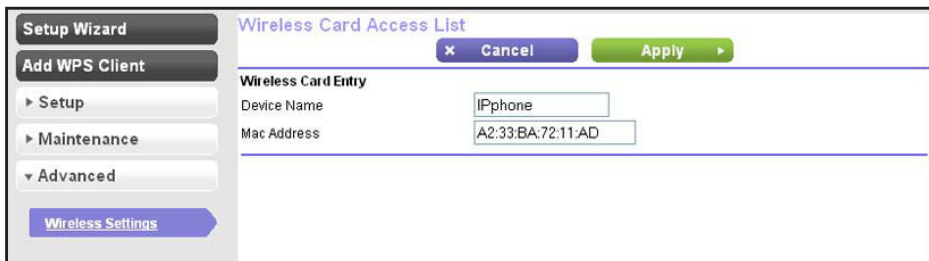 Setup Wizard
Add WPS Client
Setup
Maintenance
Advanced
Wireless Settings
Wireless Card Access List
Cancel
Apply
Wireless Card Entry
Device Name
IPphone
Mac Address
A2:33:BA:72:11:AD